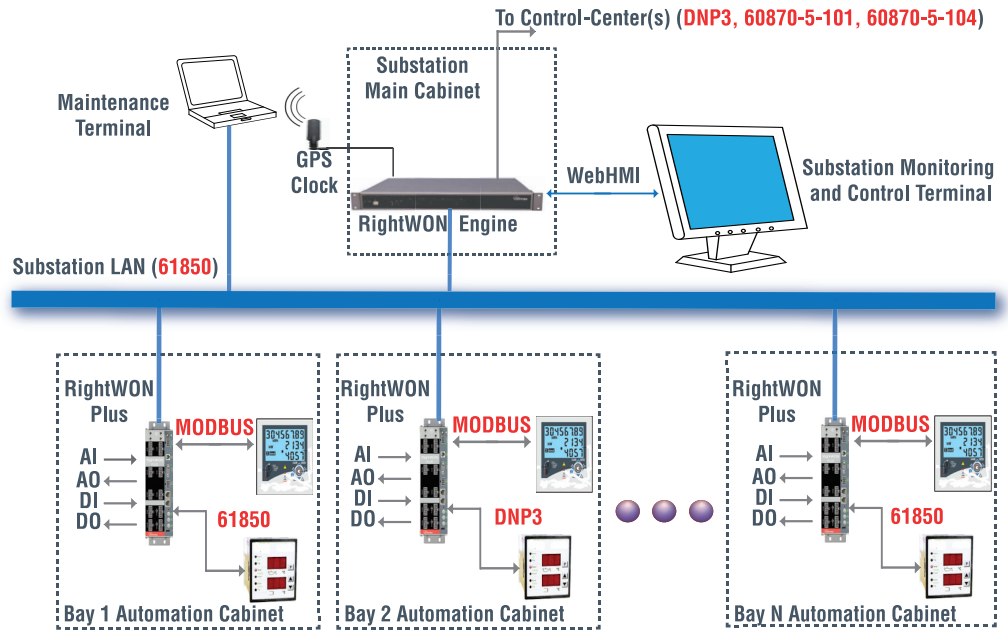 To Control-Center(s) (DNP3, 60870-5-101, 60870-5-104)
Substation
Main Cabinet
Maintenance
Terminal
GPS
Clock
RightWON Engine
WebHMI
Substation Monitoring
and Control Terminal
Substation LAN (61850)
RightWON
Plus
MODBUS
AI
AO
DI
DO
61850
Bay 1 Automation Cabinet
RightWON
Plus
MODBUS
AI
AO
DI
DO
DNP3
Bay 2 Automation Cabinet
RightWON
Plus
MODBUS
AI
AO
DI
DO
61850
Bay N Automation Cabinet